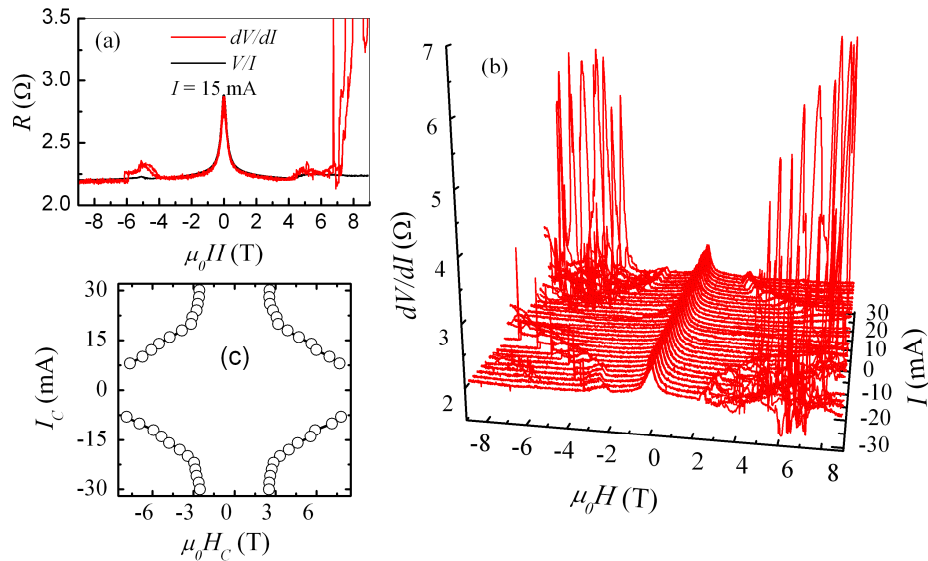 (a)
dV/dI
V/I
I = 15 mA
3.5
3.0
2.5
2.0
R (Ω)
-8 -6 -4 -2 0 2 4 6 8
μ0H (T)
(b)
7
6
5
4
3
2
dV/dI (Ω)
-8 -6 -4 -2 0 2 4 6 8
μ0H (T)
30
20
10
0
-10
-20
-30
I (mA)
(c)
30
15
0
-15
-30
IC (mA)
-6 -3 0 3 6
μ0HC (T)